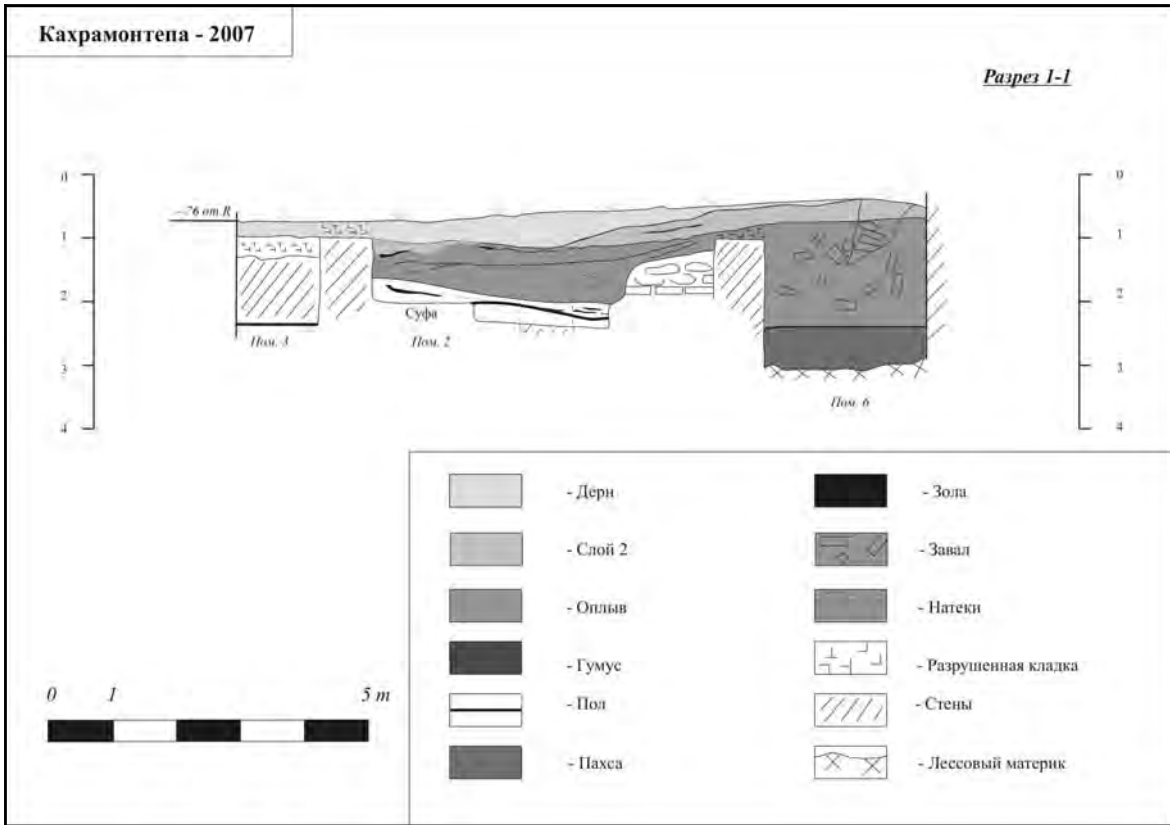 Кахрамонтепа - 2007
Разрез 1-1
0
1
2
3
4
-76 от R
Суфа
Пом. 3
Пом. 2
Пом. 6
0
1
2
3
4
- Дерн
- Слой 2
- Оплыв
- Гумус
- Пол
- Пахса
- Зола
- Завал
- Натеки
- Разрушенная кладка
- Стены
- Лессовый материк
0 1 5 m